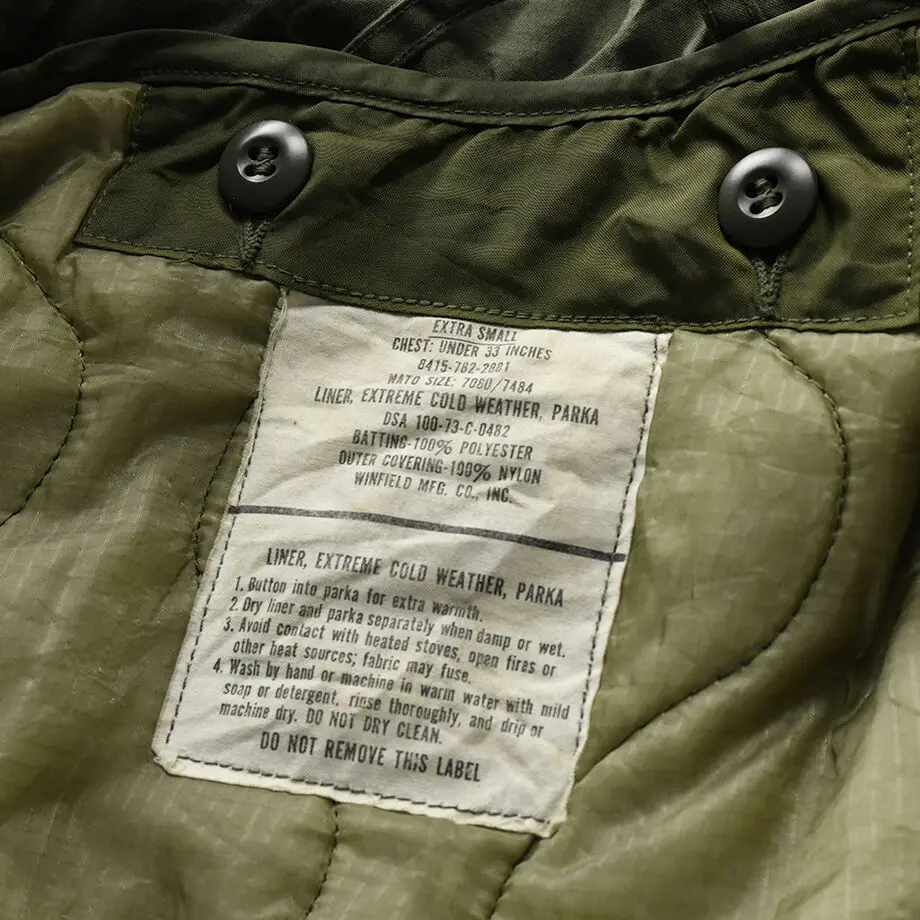 EXTRA SMALL
CHEST: UNDER 33 INCHES
8415-782-2881
NATO SIZE: 7080/7484
LINER, EXTREME COLD WEATHER, PARKA
DSA 100-73-C-0482
BATTING-100% POLYESTER
OUTER COVERING-100% NYLON
WINFIELD MFG. CO., INC.
LINER, EXTREME COLD WEATHER, PARKA
1. Button into parka for extra warmth.
2. Dry liner and parka separately when damp or wet.
3. Avoid contact with heated stoves, open fires or
other heat sources; fabric may fuse.
4. Wash by hand or machine in warm water with mild
soap or detergent, rinse thoroughly, and drip or
machine dry. DO NOT DRY CLEAN.
DO NOT REMOVE THIS LABEL